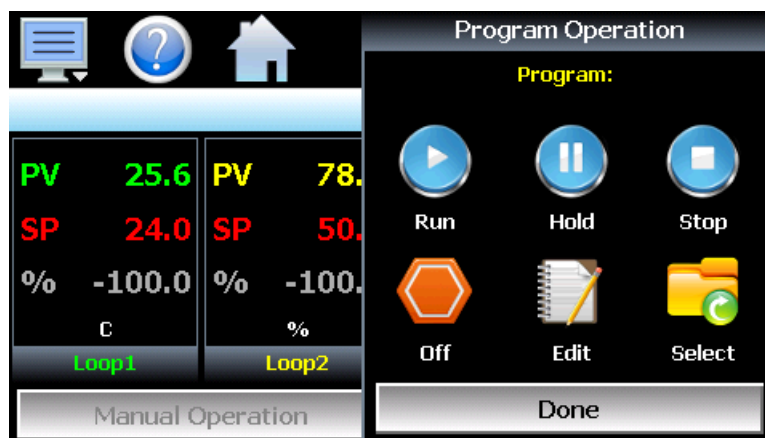 ?
Program Operation
Program:
PV 25.6 PV 78.
SP 24.0 SP 50.
% -100.0 % -100.
C %
Loop1 Loop2
Run Hold Stop
Off Edit Select
Manual Operation
Done